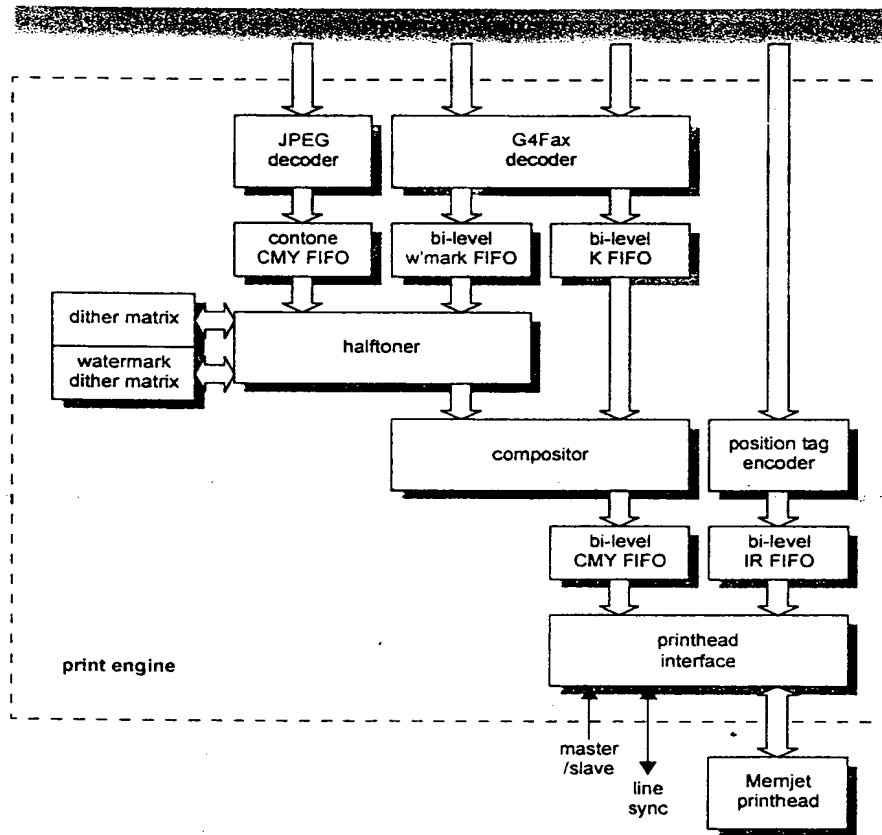 JPEG
decoder
G4Fax
decoder
contone
CMY FIFO
bi-level
w'mark FIFO
bi-level
K FIFO
dither matrix
watermark
dither matrix
halftoner
compositor
position tag
encoder
bi-level
CMY FIFO
bi-level
IR FIFO
printhead
interface
print engine
master
/slave
line
sync
Memjet
printhead